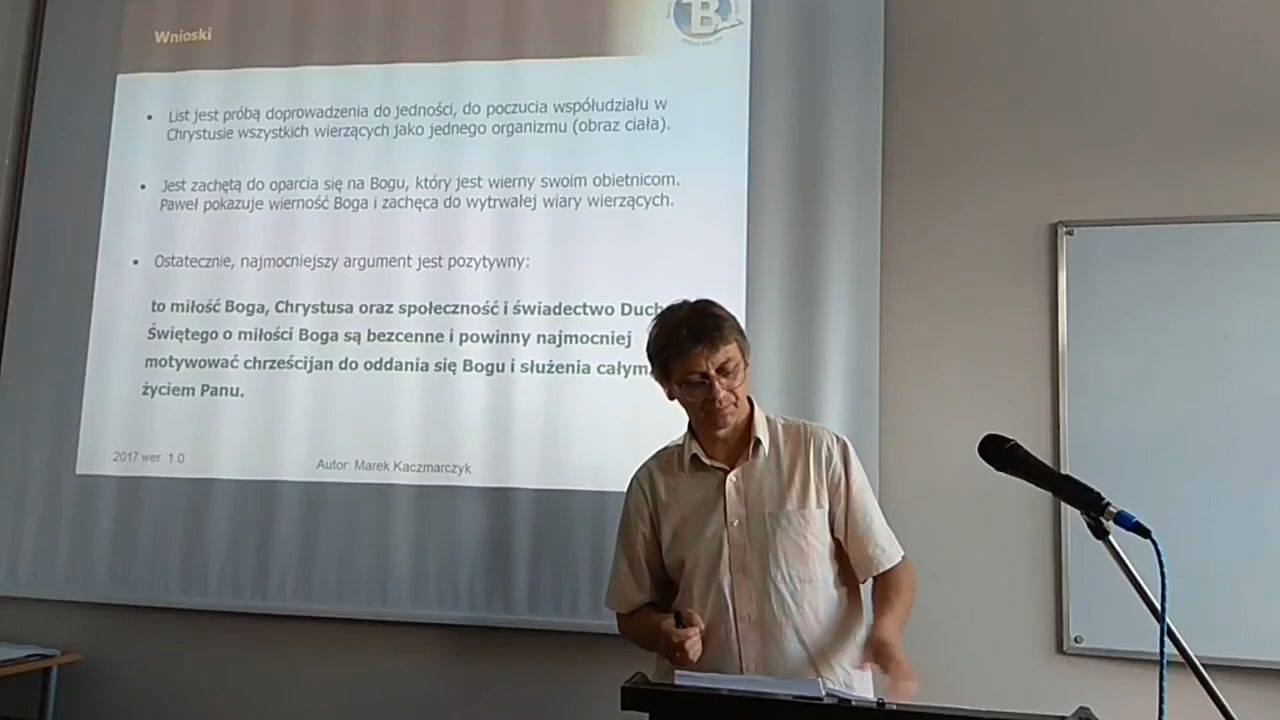 Wnioski
B
• List jest próbą doprowadzenia do jedności, do poczucia współudziału w
Chrystusie wszystkich wierzących jako jednego organizmu (obraz ciała).
• Jest zachętą do oparcia się na Bogu, który jest wierny swoim obietnicom.
Paweł pokazuje wierność Boga i zachęca do wytrwałej wiary wierzących.
• Ostatecznie, najmocniejszy argument jest pozytywny:
to miłość Boga, Chrystusa oraz społeczność i świadectwo Duch
Świętego o miłości Boga są bezcenne i powinny najmocniej
motywować chrześcijan do oddania się Bogu i służenia całym
życiem Panu.
2017 wer 1.0
Autor: Marek Kaczmarczyk